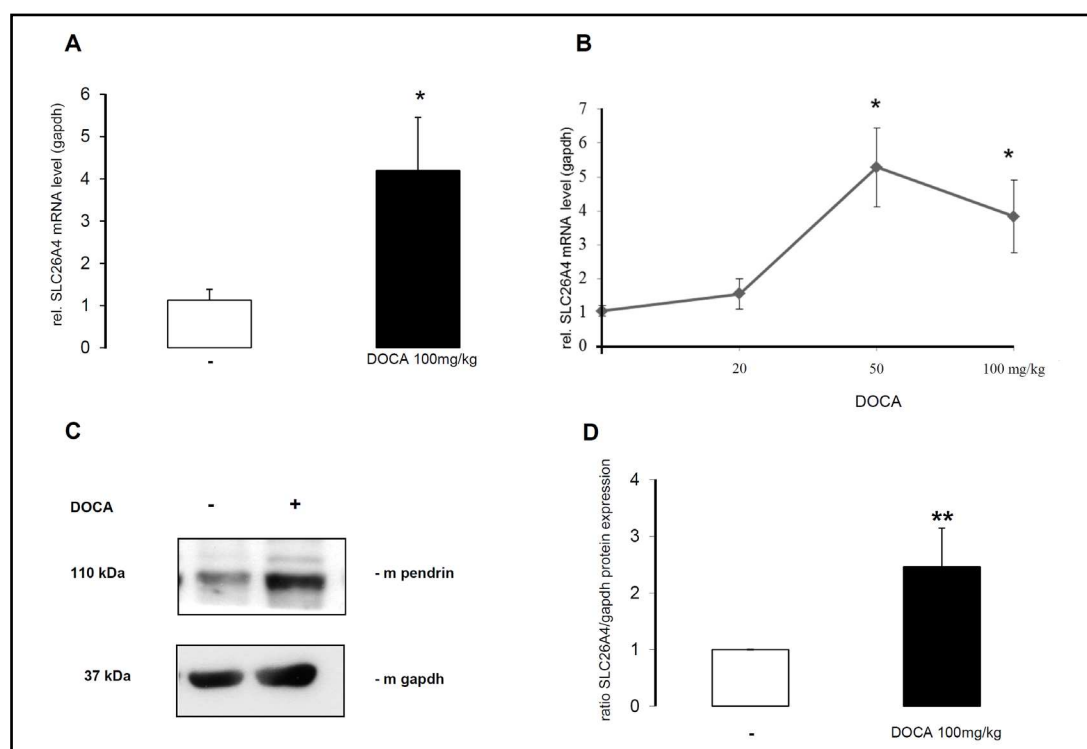 A
rel. SLC26A4 mRNA level (gapdh)
6
5
4
3
2
1
0
*
-
DOCA 100mg/kg
B
rel. SLC26A4 mRNA level (gapdh)
7
6
5
4
3
2
1
0
*
*
20
50
100 mg/kg
DOCA
C
DOCA - +
110 kDa - m pendrin
37 kDa - m gapdh
D
ratio SLC26A4/gapdh protein expression
4
3
2
1
0
**
-
DOCA 100mg/kg